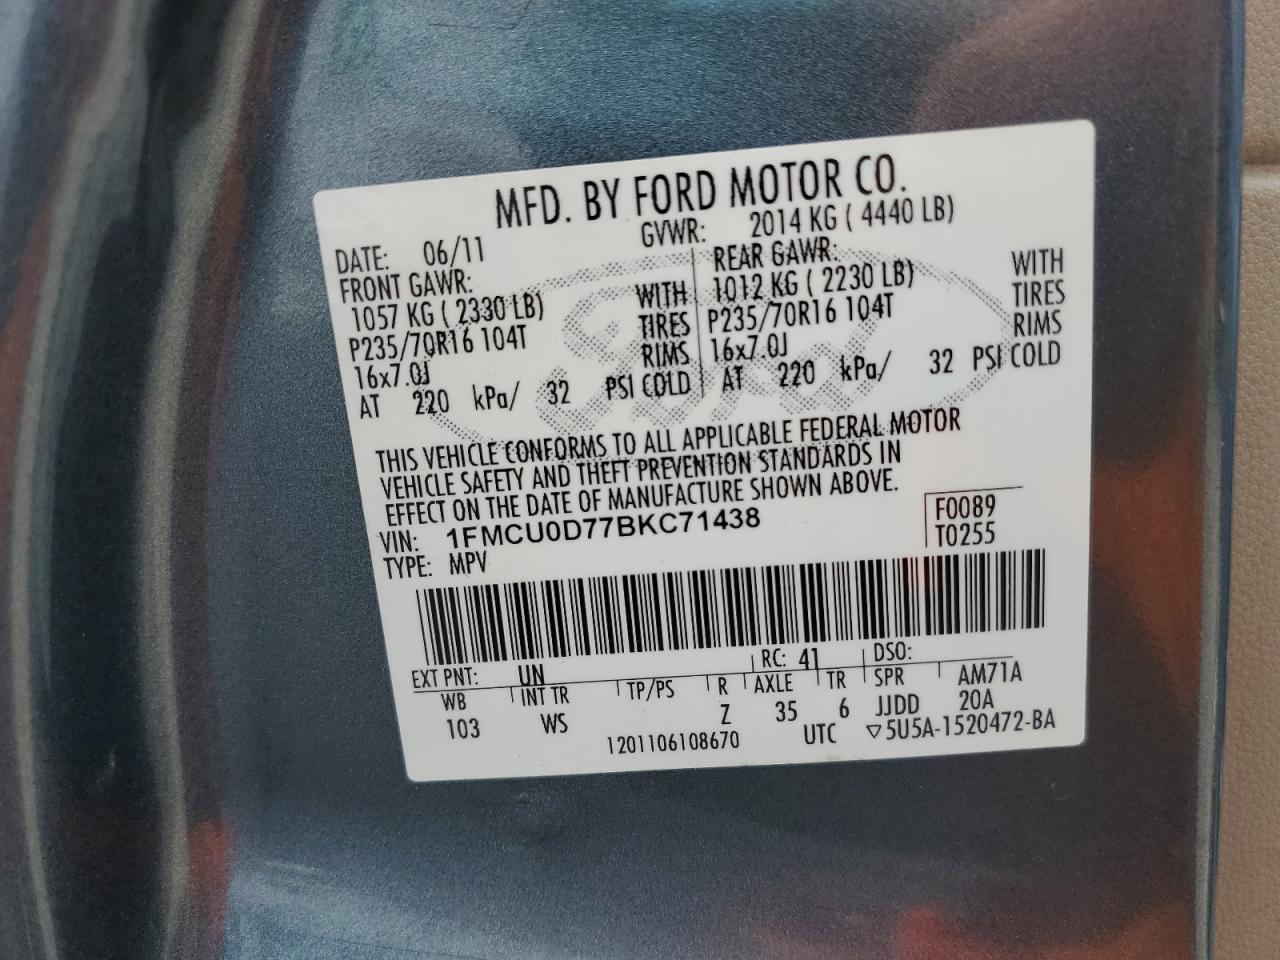 MFD. BY FORD MOTOR CO.
DATE: 06/11 GVWR: 2014 KG ( 4440 LB)
FRONT GAWR: REAR GAWR:
1057 KG ( 2330 LB) WITH 1012 KG ( 2230 LB) WITH
P235/70R16 104T TIRES P235/70R16 104T TIRES
16x7.0J RIMS 16x7.0J RIMS
AT 220 kPa/ 32 PSI COLD AT 220 kPa/ 32 PSI COLD
Ford
THIS VEHICLE CONFORMS TO ALL APPLICABLE FEDERAL MOTOR
VEHICLE SAFETY AND THEFT PREVENTION STANDARDS IN
EFFECT ON THE DATE OF MANUFACTURE SHOWN ABOVE.
VIN: 1FMCU0D77BKC71438 F0089
TYPE: MPV T0255
EXT PNT: UN RC: 41 DSO:
WB INT TR TP/PS R AXLE TR SPR AM71A
103 WS Z 35 6 JJDD 20A
1201106108670 UTC ▽5U5A-1520472-BA